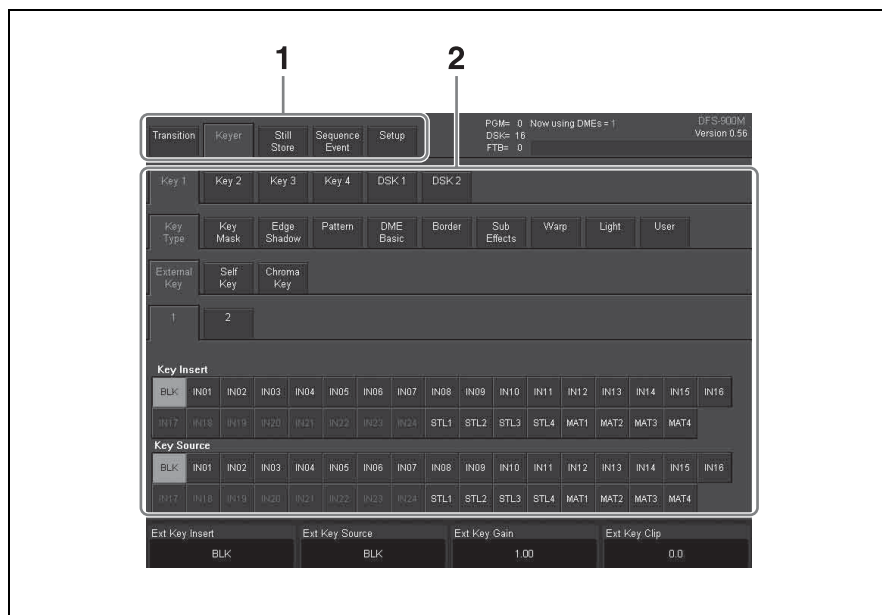 1 2
Transition Keyer Still Store Sequence Event Setup
PGM= 0 Now using DMEs = 1 DFS-900M
DSK= 16 Version 0.56
FTB= 0
Key 1 Key 2 Key 3 Key 4 DSK 1 DSK 2
Key Type Key Mask Edge Shadow Pattern DME Basic Border Sub Effects Warp Light User
External Key Self Key Chroma Key
1 2
Key Insert
BLK IN01 IN02 IN03 IN04 IN05 IN06 IN07 IN08 IN09 IN10 IN11 IN12 IN13 IN14 IN15 IN16
IN17 IN18 IN19 IN20 IN21 IN22 IN23 IN24 STL1 STL2 STL3 STL4 MAT1 MAT2 MAT3 MAT4
Key Source
BLK IN01 IN02 IN03 IN04 IN05 IN06 IN07 IN08 IN09 IN10 IN11 IN12 IN13 IN14 IN15 IN16
IN17 IN18 IN19 IN20 IN21 IN22 IN23 IN24 STL1 STL2 STL3 STL4 MAT1 MAT2 MAT3 MAT4
Ext Key Insert Ext Key Source Ext Key Gain Ext Key Clip
BLK BLK 1.00 0.0